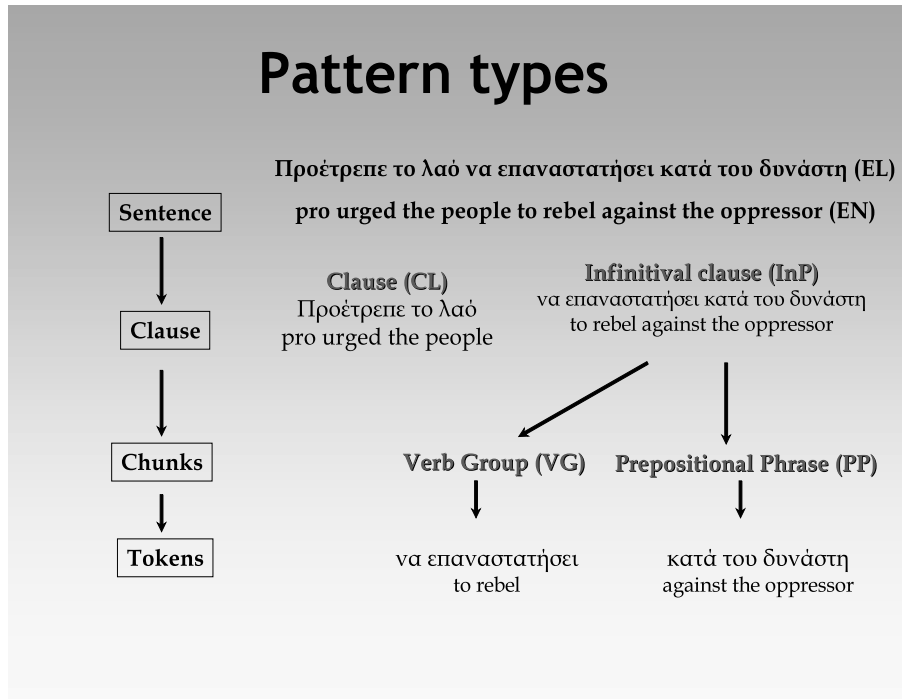 Pattern types
Προέτρεπε το λαό να επαναστατήσει κατά του δυνάστη (EL)
Sentence
pro urged the people to rebel against the oppressor (EN)
Clause (CL)
Προέτρεπε το λαό
pro urged the people
Infinitival clause (InP)
να επαναστατήσει κατά του δυνάστη
to rebel against the oppressor
Clause
Chunks
Verb Group (VG)
Prepositional Phrase (PP)
Tokens
να επαναστατήσει
to rebel
κατά του δυνάστη
against the oppressor